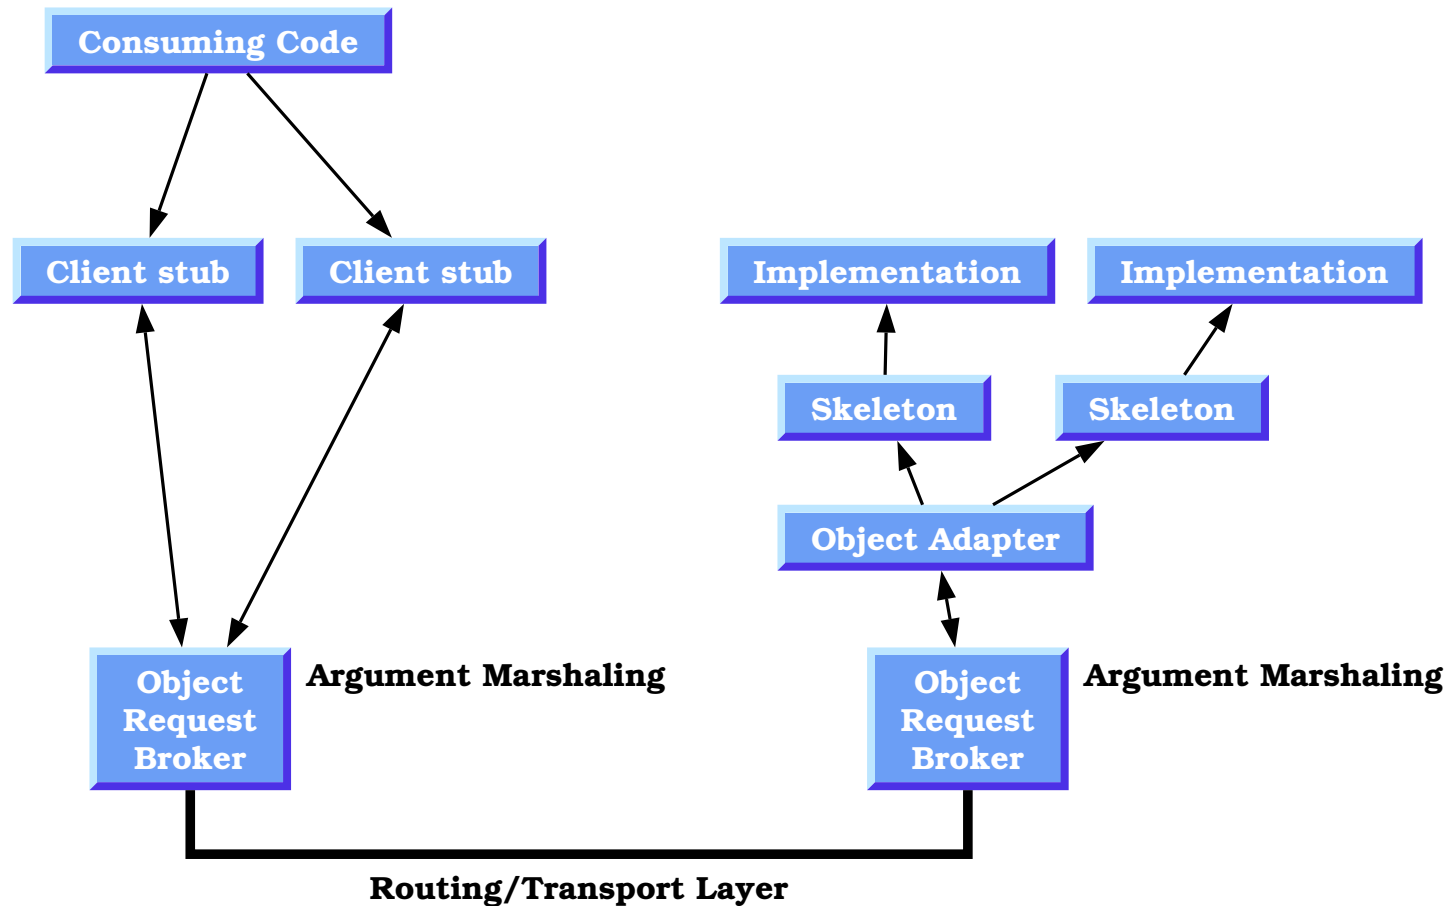 Consuming Code
Client stub
Client stub
Implementation
Implementation
Skeleton
Skeleton
Object Adapter
Object
Request
Broker
Argument Marshaling
Object
Request
Broker
Argument Marshaling
Routing/Transport Layer